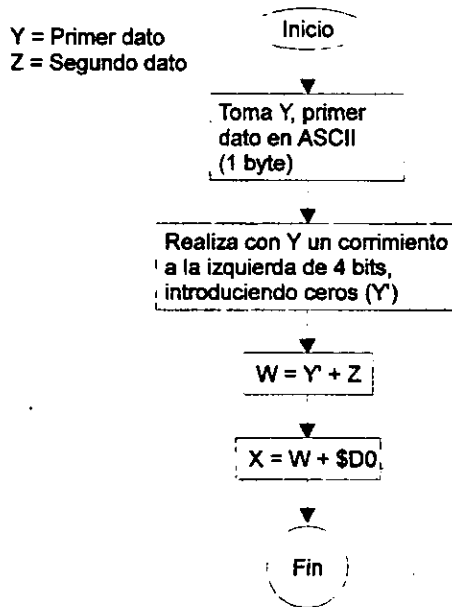 Y = Primer dato
Z = Segundo dato
Inicio
Toma Y, primer
dato en ASCII
(1 byte)
Realiza con Y un corrimiento
a la izquierda de 4 bits,
introduciendo ceros (Y')
W = Y' + Z
X = W + $D0
Fin